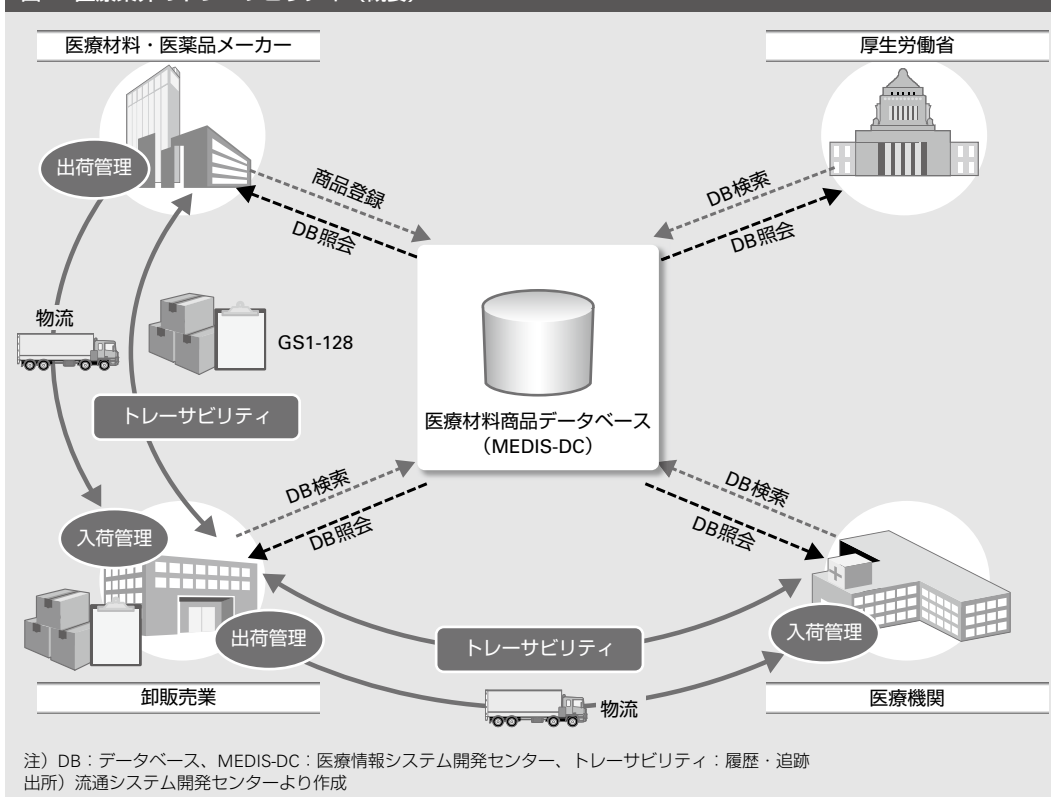 医療材料・医薬品メーカー
厚生労働省
出荷管理
商品登録
DB照会
DB検索
DB照会
物流
GS1-128
トレーサビリティ
医療材料商品データベース
（MEDIS-DC）
DB検索
DB照会
DB検索
DB照会
入荷管理
出荷管理
トレーサビリティ
入荷管理
卸販売業
物流
医療機関
注）DB：データベース、MEDIS-DC：医療情報システム開発センター、トレーサビリティ：履歴・追跡
出所）流通システム開発センターより作成